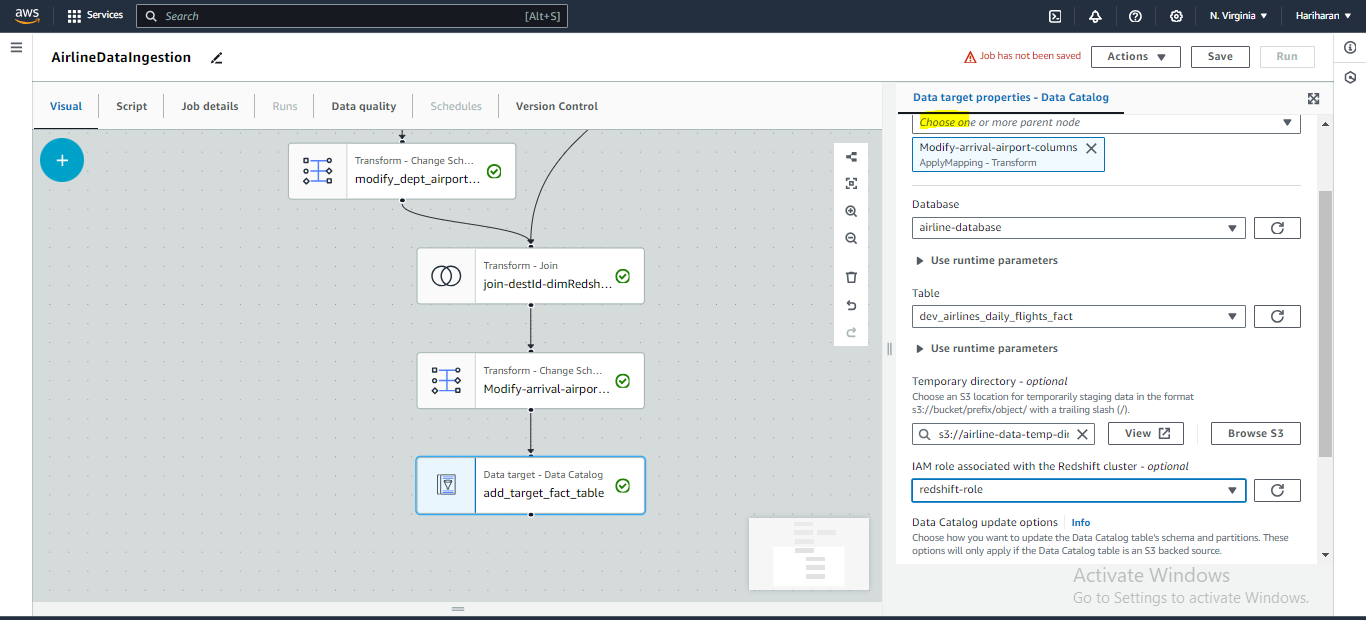 aws
Services
Search
[Alt+S]
N. Virginia
Hariharan
AirlineDataIngestion
Job has not been saved
Actions
Save
Run
Visual
Script
Job details
Runs
Data quality
Schedules
Version Control
Data target properties - Data Catalog
Choose one or more parent node
Modify-arrival-airport-columns
ApplyMapping - Transform
Database
airline-database
Use runtime parameters
Table
dev_airlines_daily_flights_fact
Use runtime parameters
Temporary directory - optional
Choose an S3 location for temporarily staging data in the format
s3://bucket/prefix/object/ with a trailing slash (/).
s3://airline-data-temp-dir
View
Browse S3
IAM role associated with the Redshift cluster - optional
redshift-role
Data Catalog update options
Info
Choose how you want to update the Data Catalog table's schema and partitions. These
options will only apply if the Data Catalog table is an S3 backed source.
Transform - Change Sch...
modify_dept_airport...
Transform - Join
join-destId-dimRedsh...
Transform - Change Sch...
Modify-arrival-airpor...
Data target - Data Catalog
add_target_fact_table
Activate Windows
Go to Settings to activate Windows.